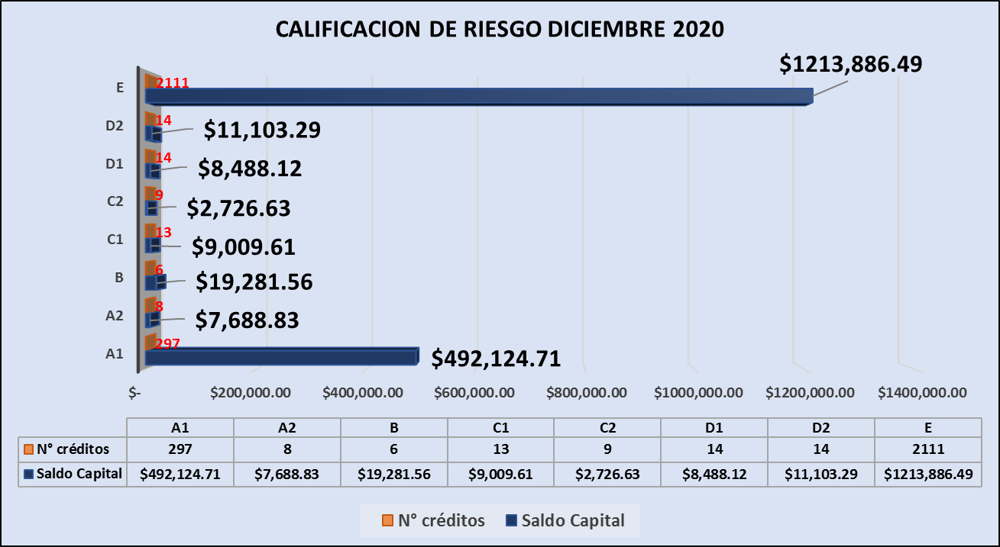 CALIFICACION DE RIESGO DICIEMBRE 2020
$1213,886.49
E 2111
D2 14 $11,103.29
D1 14 $8,488.12
C2 9 $2,726.63
C1 13 $9,009.61
B 6 $19,281.56
A2 8 $7,688.83
A1 297 $492,124.71
$- $200,000.00 $400,000.00 $600,000.00 $800,000.00 $1000,000.00 $1200,000.00 $1400,000.00
A1 A2 B C1 C2 D1 D2 E
N° créditos 297 8 6 13 9 14 14 2111
Saldo Capital $492,124.71 $7,688.83 $19,281.56 $9,009.61 $2,726.63 $8,488.12 $11,103.29 $1213,886.49
N° créditos Saldo Capital